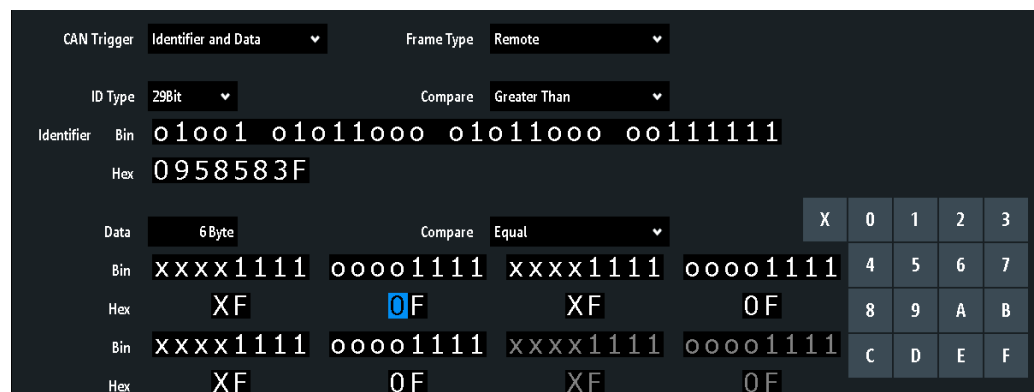 CAN Trigger Identifier and Data Frame Type Remote
ID Type 29Bit Compare Greater Than
Identifier Bin o1oo1 o1o11ooo o1o11ooo oo111111
Hex 0958583F
X 0 1 2 3
Data 6 Byte Compare Equal
Bin xxxx1111 oooo1111 xxxx1111 oooo1111
4 5 6 7
Hex XF 0F XF 0F
8 9 A B
Bin xxxx1111 oooo1111 xxxx1111 oooo1111
C D E F
Hex XF 0F XF 0F